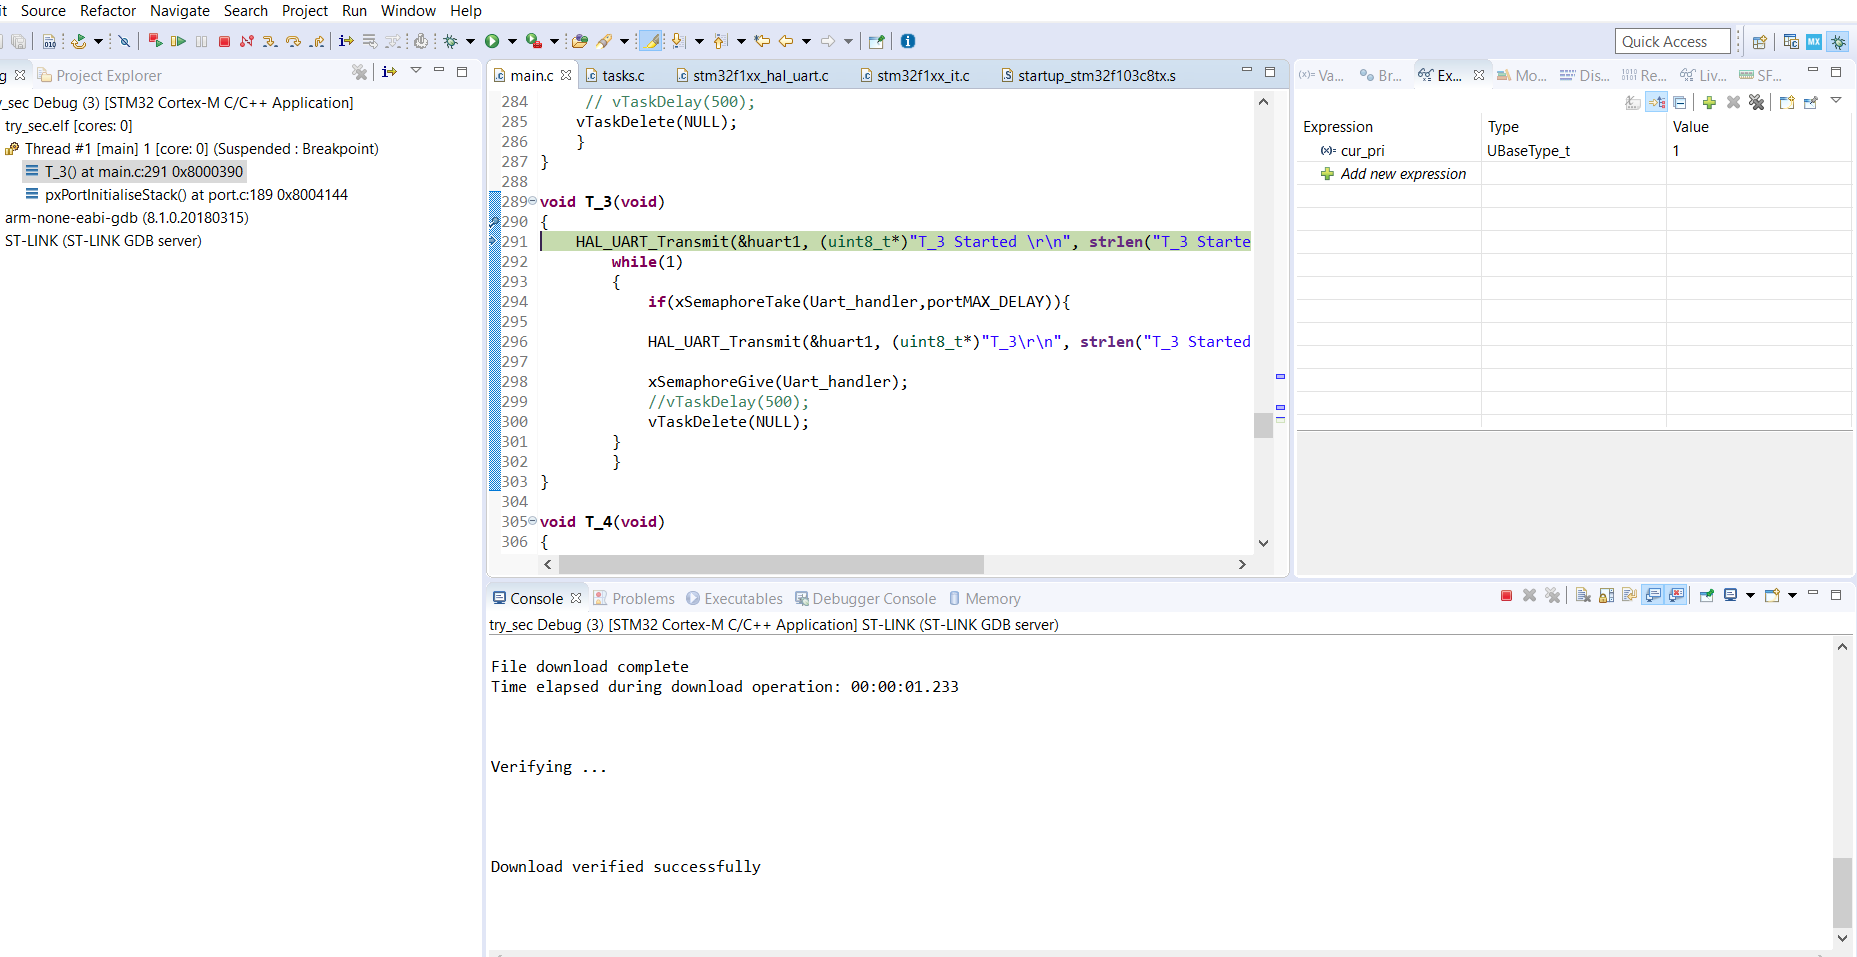 it Source Refactor Navigate Search Project Run Window Help
Quick Access
MX
g Project Explorer
_sec Debug (3) [STM32 Cortex-M C/C++ Application]
try_sec.elf [cores: 0]
Thread #1 [main] 1 [core: 0] (Suspended : Breakpoint)
T_3() at main.c:291 0x8000390
pxPortInitialiseStack() at port.c:189 0x8004144
arm-none-eabi-gdb (8.1.0.20180315)
ST-LINK (ST-LINK GDB server)
main.c tasks.c stm32f1xx_hal_uart.c stm32f1xx_it.c startup_stm32f103c8tx.s
284 // vTaskDelay(500);
285 vTaskDelete(NULL);
286 }
287 }
288
289 void T_3(void)
290 {
291 HAL_UART_Transmit(&huart1, (uint8_t*)"T_3 Started \r\n", strlen("T_3 Starte
292 while(1)
293 {
294 if(xSemaphoreTake(Uart_handler,portMAX_DELAY)){
295
296 HAL_UART_Transmit(&huart1, (uint8_t*)"T_3\r\n", strlen("T_3 Started
297
298 xSemaphoreGive(Uart_handler);
299 //vTaskDelay(500);
300 vTaskDelete(NULL);
301 }
302 }
303 }
304
305 void T_4(void)
306 {
(x)= Va... Br... Ex... Mo... Dis... Re... Liv... SF...
Expression Type Value
(x)= cur_pri UBaseType_t 1
Add new expression
Console Problems Executables Debugger Console Memory
try_sec Debug (3) [STM32 Cortex-M C/C++ Application] ST-LINK (ST-LINK GDB server)
File download complete
Time elapsed during download operation: 00:00:01.233
Verifying ...
Download verified successfully